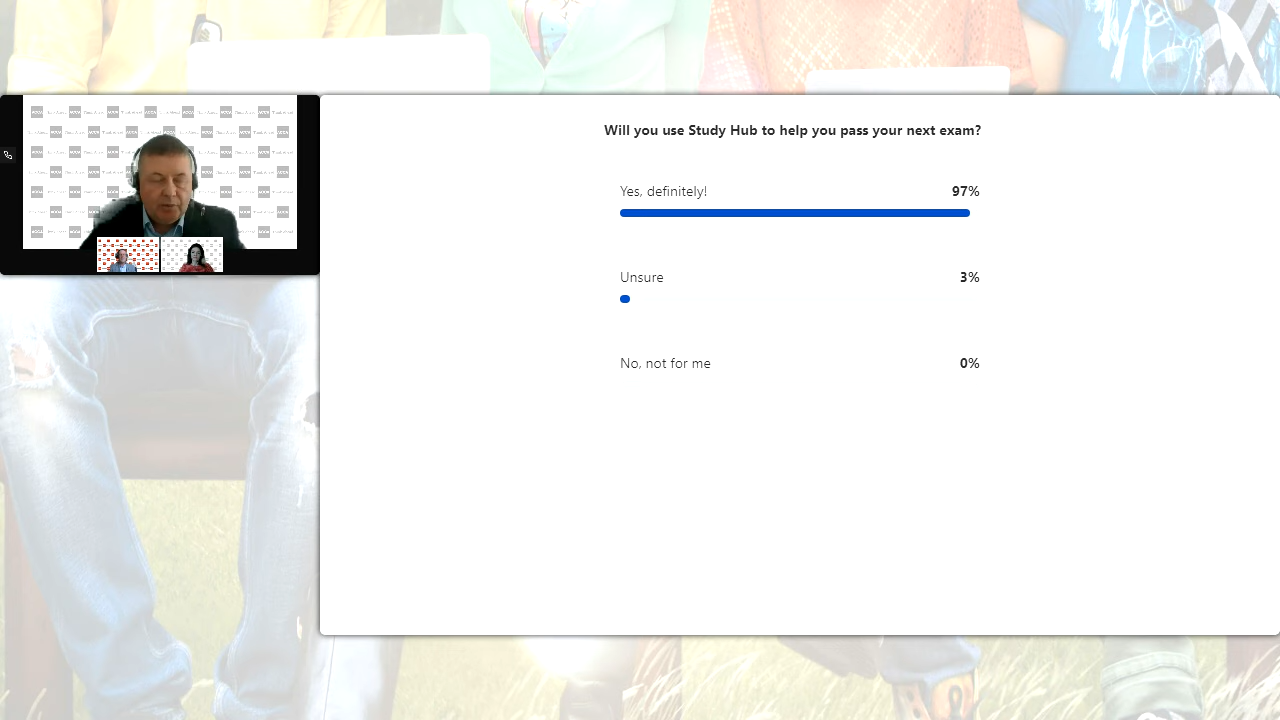 Will you use Study Hub to help you pass your next exam?
Yes, definitely! 97%
Unsure 3%
No, not for me 0%